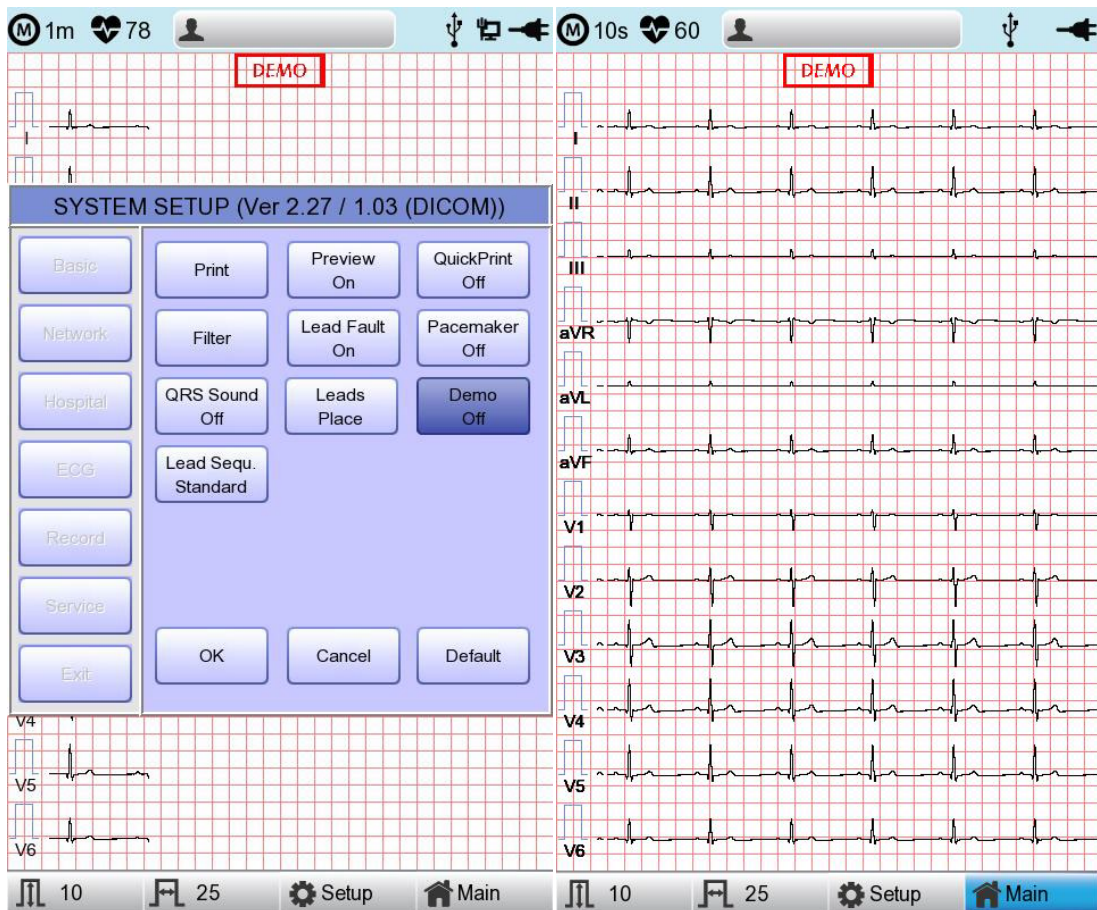 M 1m 78
DEMO
I
SYSTEM SETUP (Ver 2.27 / 1.03 (DICOM))
Basic
Network
Hospital
ECG
Record
Service
Exit
Print
Preview
On
QuickPrint
Off
Filter
Lead Fault
On
Pacemaker
Off
QRS Sound
Off
Leads
Place
Demo
Off
Lead Sequ.
Standard
OK
Cancel
Default
V4
V5
V6
10
25
Setup
Main
M 10s 60
DEMO
I
II
III
aVR
aVL
aVF
V1
V2
V3
V4
V5
V6
10
25
Setup
Main